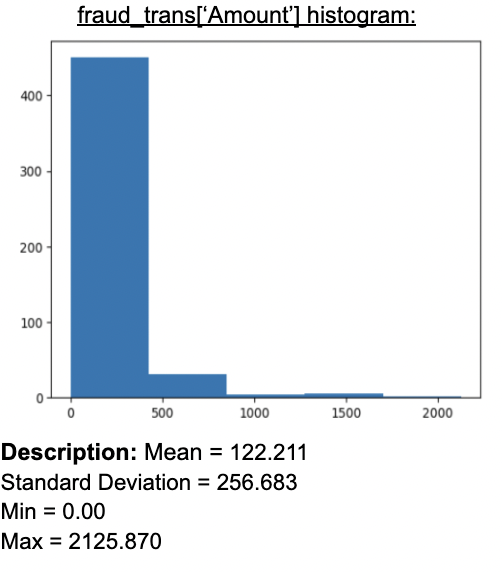 fraud_trans[‘Amount’] histogram:
400
300
200
100
0
0 500 1000 1500 2000
Description: Mean = 122.211
Standard Deviation = 256.683
Min = 0.00
Max = 2125.870